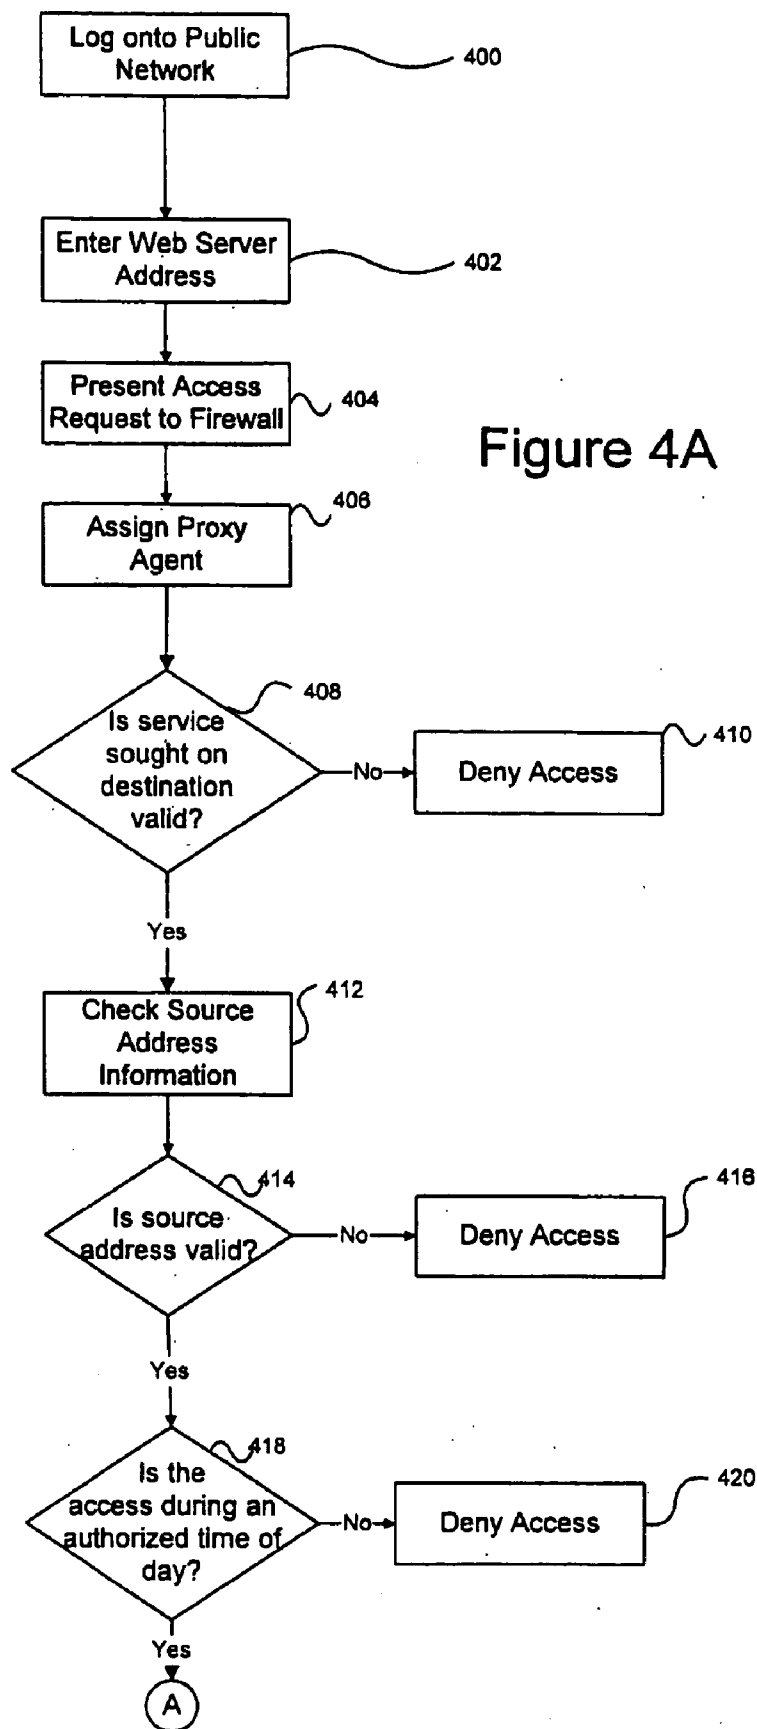 Log onto Public
Network
400
Enter Web Server
Address
402
Present Access
Request to Firewall
404
Figure 4A
Assign Proxy
Agent
406
Is service
sought on
destination
valid?
408
No
Deny Access
410
Yes
Check Source
Address
Information
412
Is source
address valid?
414
No
Deny Access
416
Yes
Is the
access during an
authorized time of
day?
418
No
Deny Access
420
Yes
A